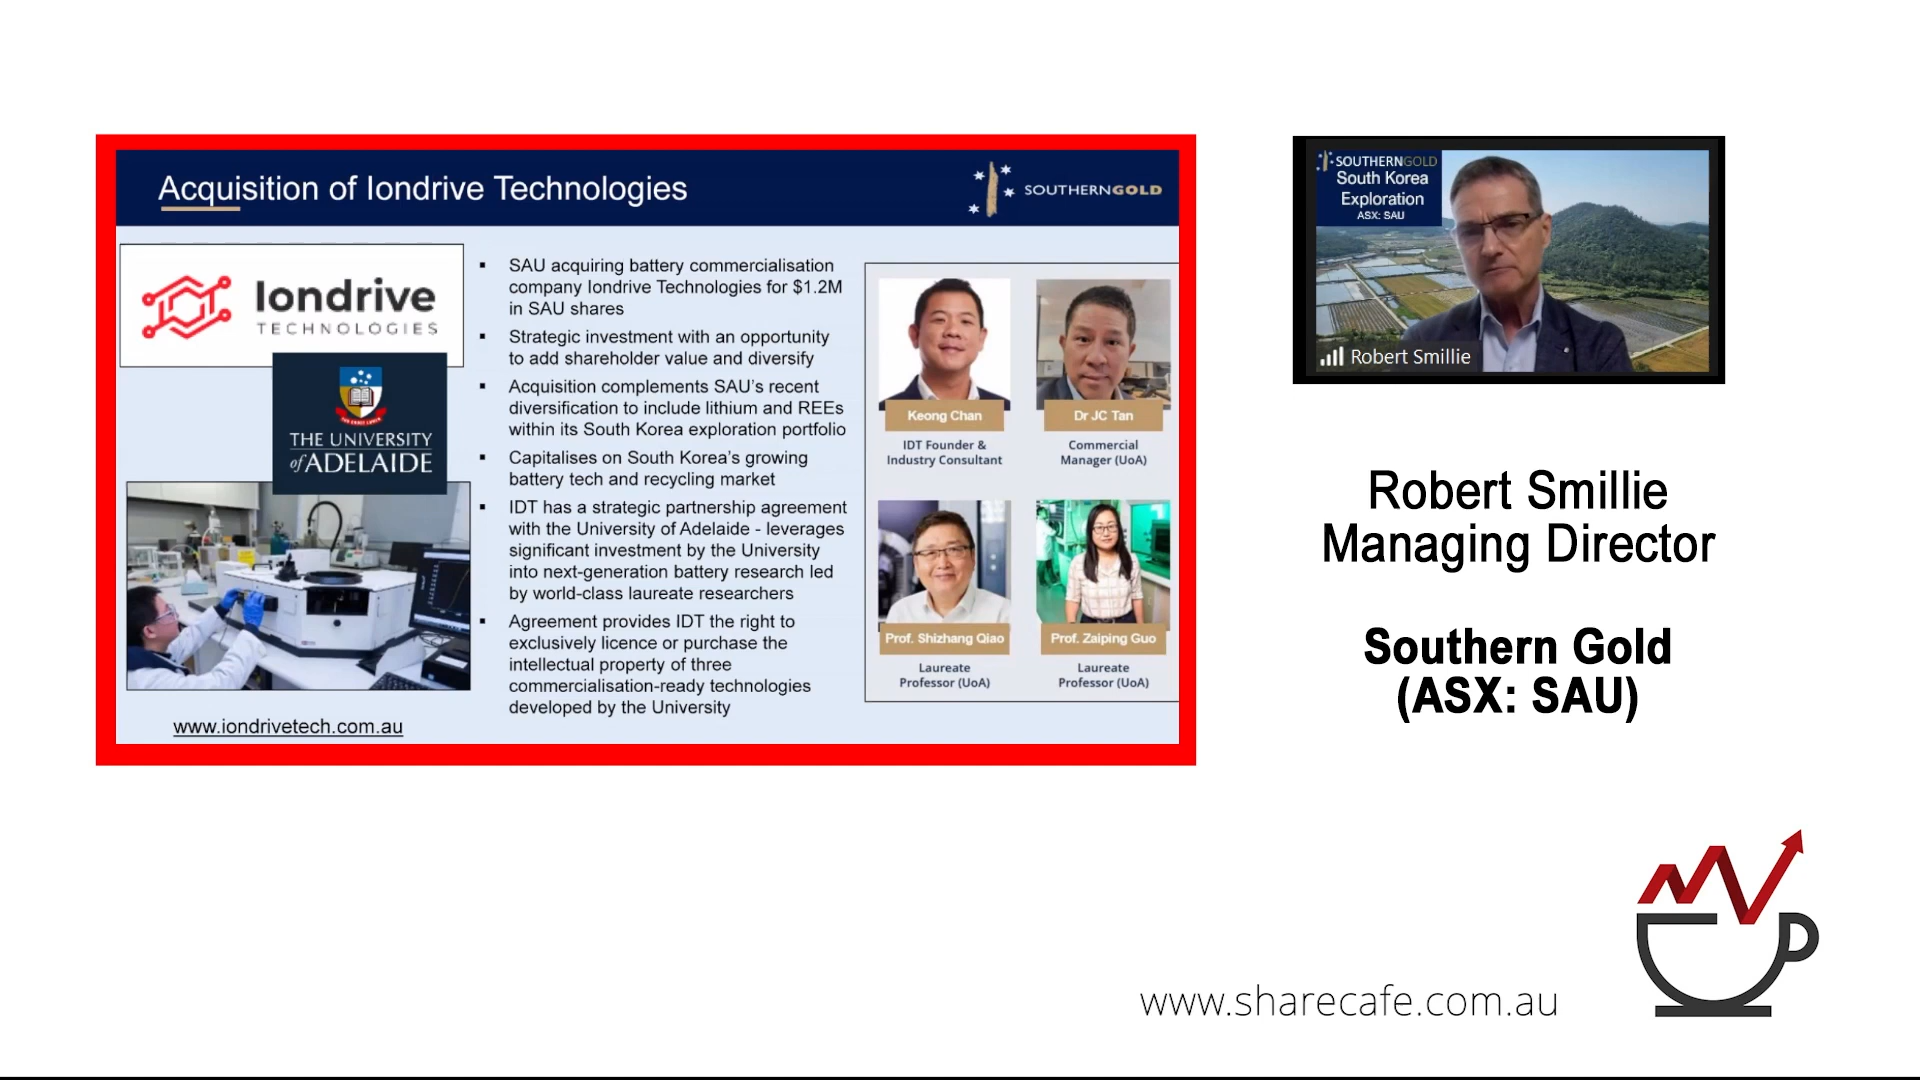 Acquisition of Iondrive Technologies
SOUTHERNGOLD
Iondrive
TECHNOLOGIES
THE UNIVERSITY
of ADELAIDE
www.iondrivetech.com.au
▪ SAU acquiring battery commercialisation
company Iondrive Technologies for $1.2M
in SAU shares
▪ Strategic investment with an opportunity
to add shareholder value and diversify
▪ Acquisition complements SAU's recent
diversification to include lithium and REEs
within its South Korea exploration portfolio
▪ Capitalises on South Korea's growing
battery tech and recycling market
▪ IDT has a strategic partnership agreement
with the University of Adelaide - leverages
significant investment by the University
into next-generation battery research led
by world-class laureate researchers
▪ Agreement provides IDT the right to
exclusively licence or purchase the
intellectual property of three
commercialisation-ready technologies
developed by the University
Keong Chan
IDT Founder &
Industry Consultant
Dr JC Tan
Commercial
Manager (UoA)
Prof. Shizhang Qiao
Laureate
Professor (UoA)
Prof. Zaiping Guo
Laureate
Professor (UoA)
SOUTHERNGOLD
South Korea
Exploration
ASX: SAU
Robert Smillie
Robert Smillie
Managing Director
Southern Gold
(ASX: SAU)
www.sharecafe.com.au